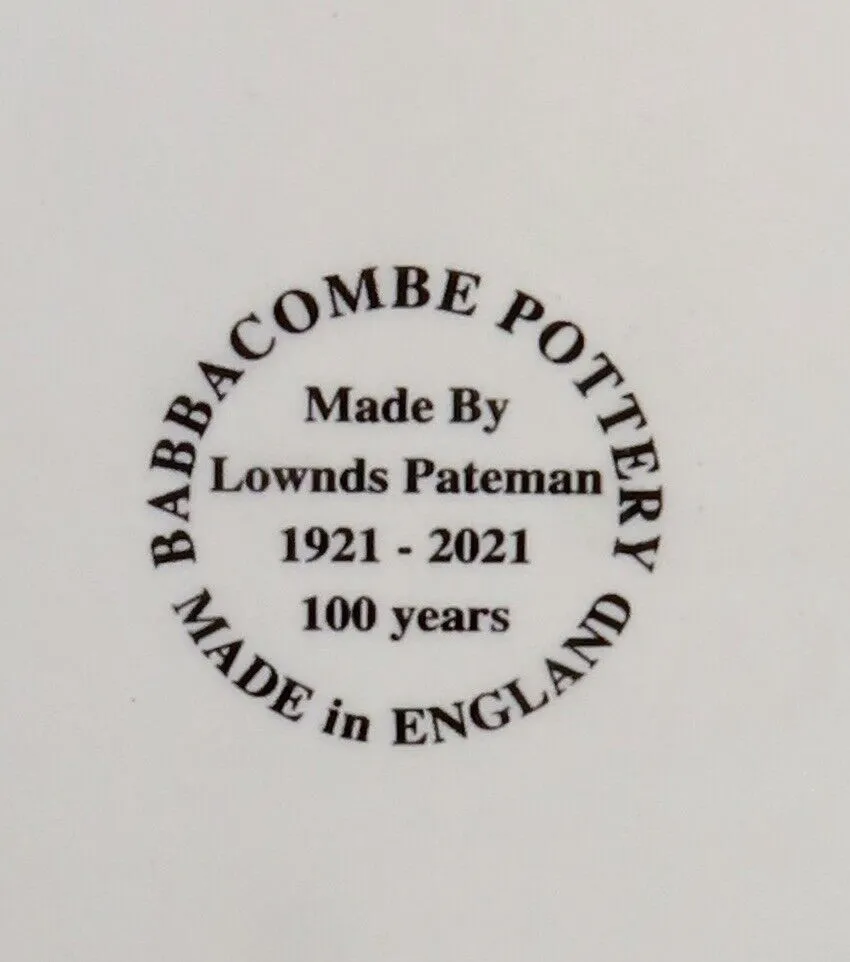 BABBACOMBE POTTERY
Made By
Lownds Pateman
1921 - 2021
100 years
MADE in ENGLAND